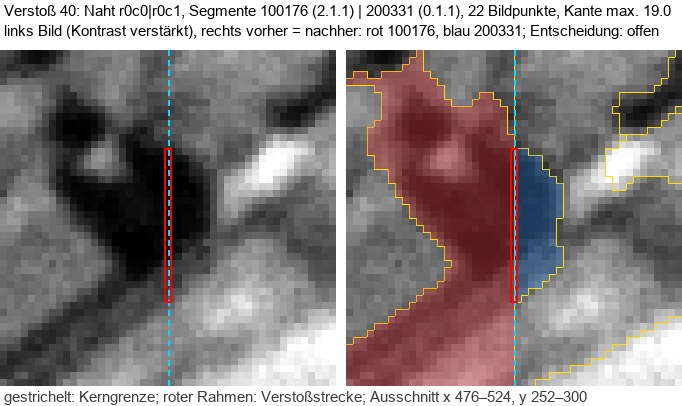 Verstoß 40: Naht r0c0|r0c1, Segmente 100176 (2.1.1) | 200331 (0.1.1), 22 Bildpunkte, Kante max. 19.0
links Bild (Kontrast verstärkt), rechts vorher = nachher: rot 100176, blau 200331; Entscheidung: offen
gestrichelt: Kerngrenze; roter Rahmen: Verstoßstrecke; Ausschnitt x 476–524, y 252–300